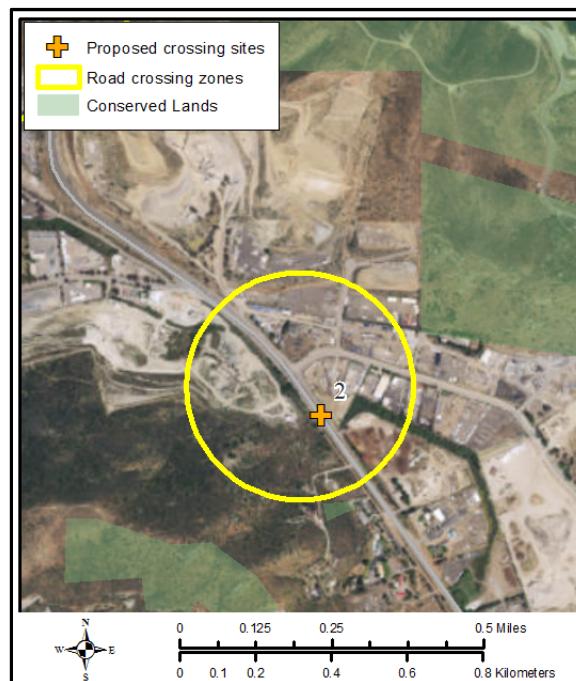 Proposed crossing sites
Road crossing zones
Conserved Lands
2
N
W E
S
0 0.125 0.25 0.5 Miles
0 0.1 0.2 0.4 0.6 0.8 Kilometers